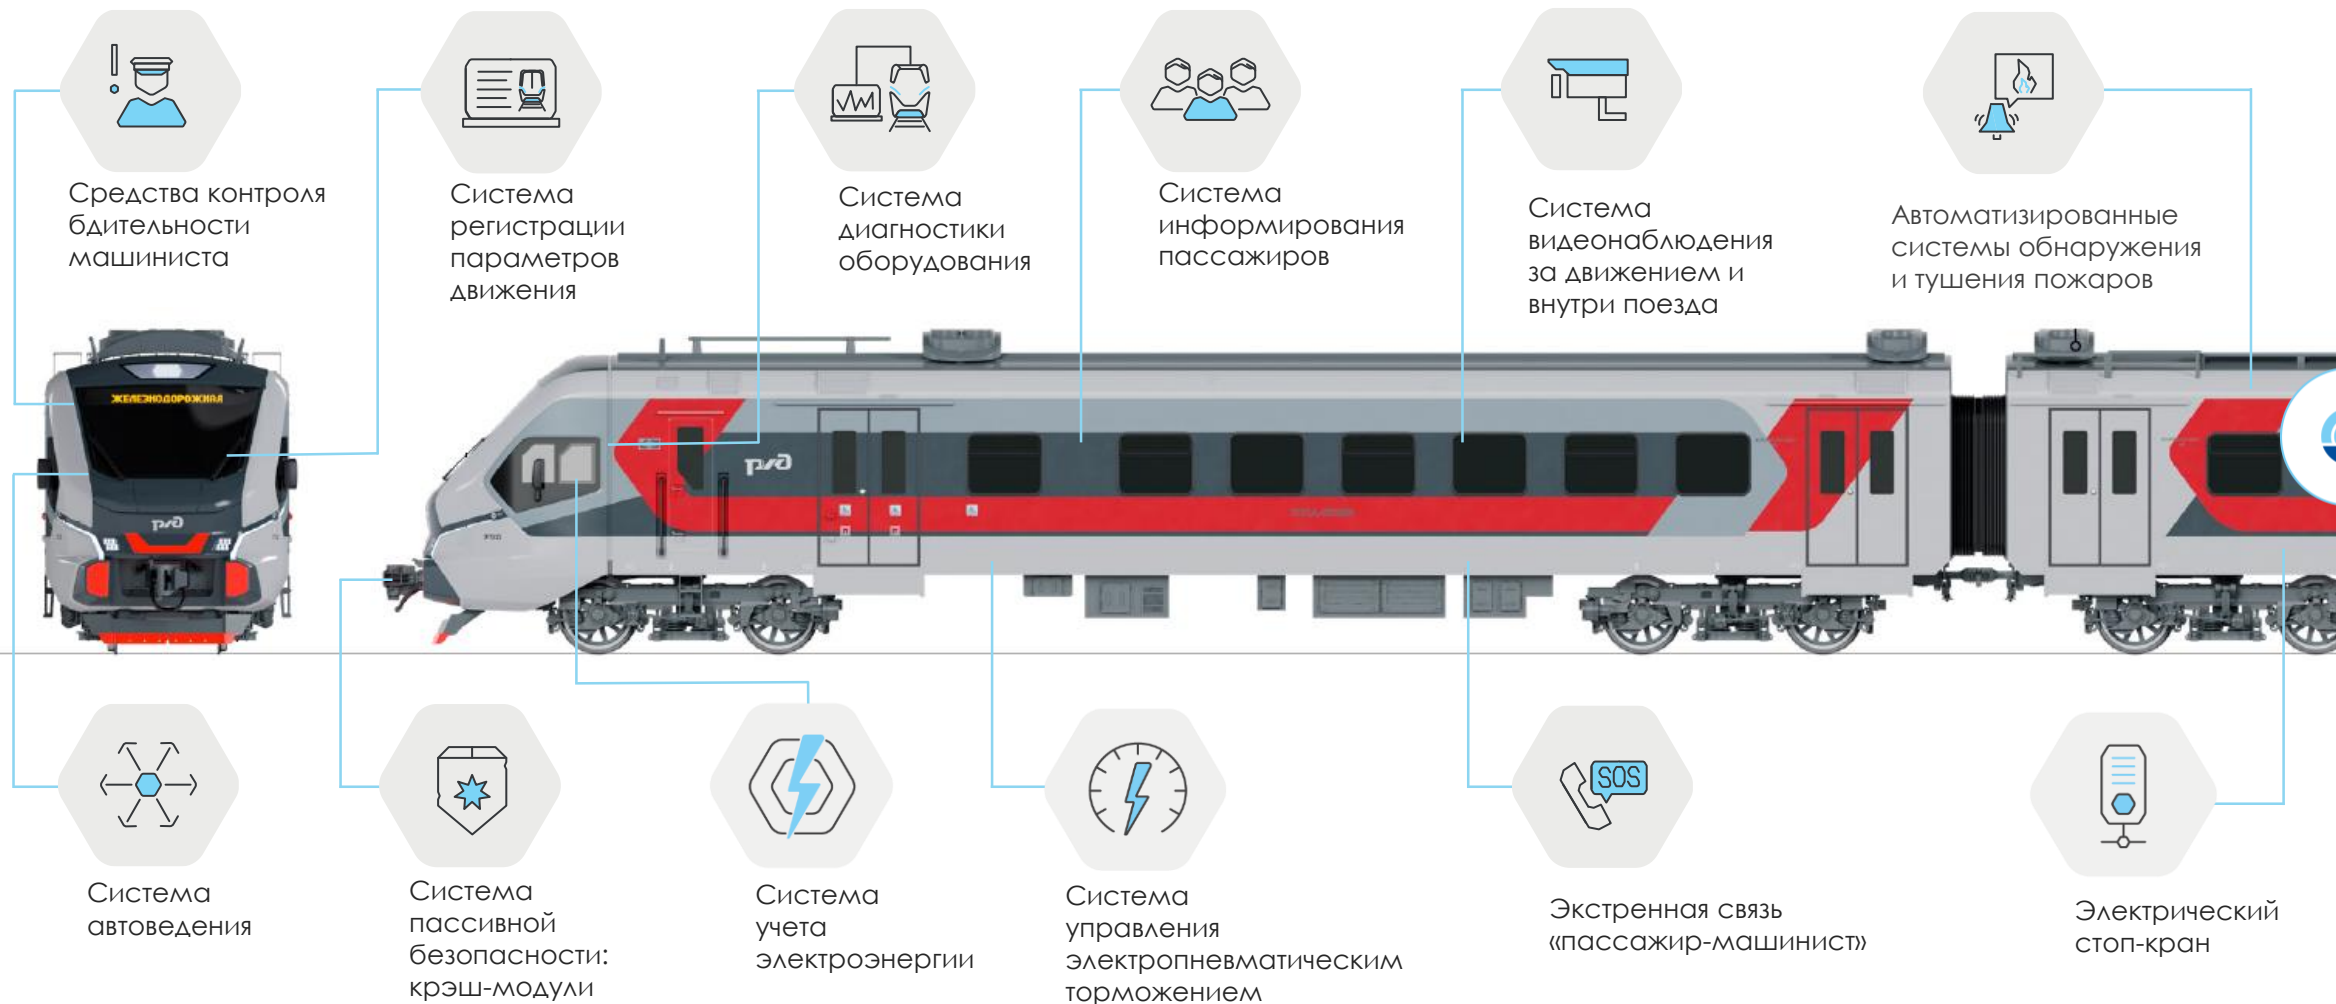 Средства контроля
бдительности
машиниста
Система
регистрации
параметров
движения
Система
диагностики
оборудования
Система
информирования
пассажиров
Система
видеонаблюдения
за движением и
внутри поезда
Автоматизированные
системы обнаружения
и тушения пожаров
ЖЕЛЕЗНОДОРОЖНАЯ
ржд
ржд
SOS
Система
автоведения
Система
пассивной
безопасности:
крэш-модули
Система
учета
электроэнергии
Система
управления
электропневматическим
торможением
Экстренная связь
«пассажир-машинист»
Электрический
стоп-кран